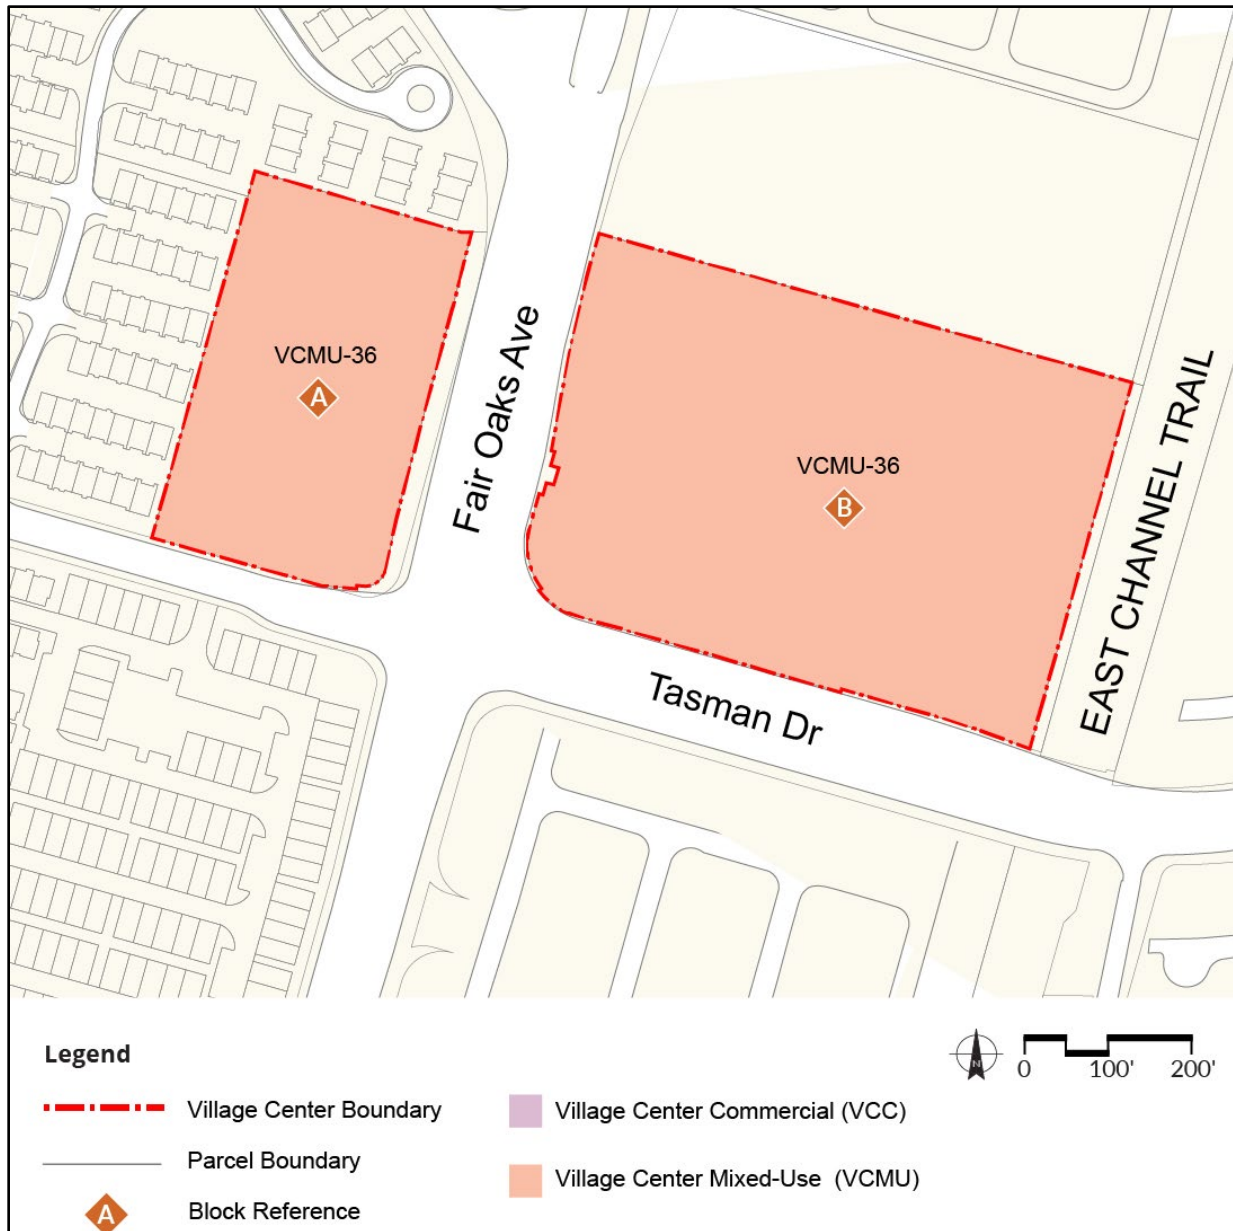 VCMU-36
A
Fair Oaks Ave
VCMU-36
B
EAST CHANNEL TRAIL
Tasman Dr
Legend
N
0 100' 200'
Village Center Boundary
Village Center Commercial (VCC)
Parcel Boundary
Village Center Mixed-Use (VCMU)
A
Block Reference